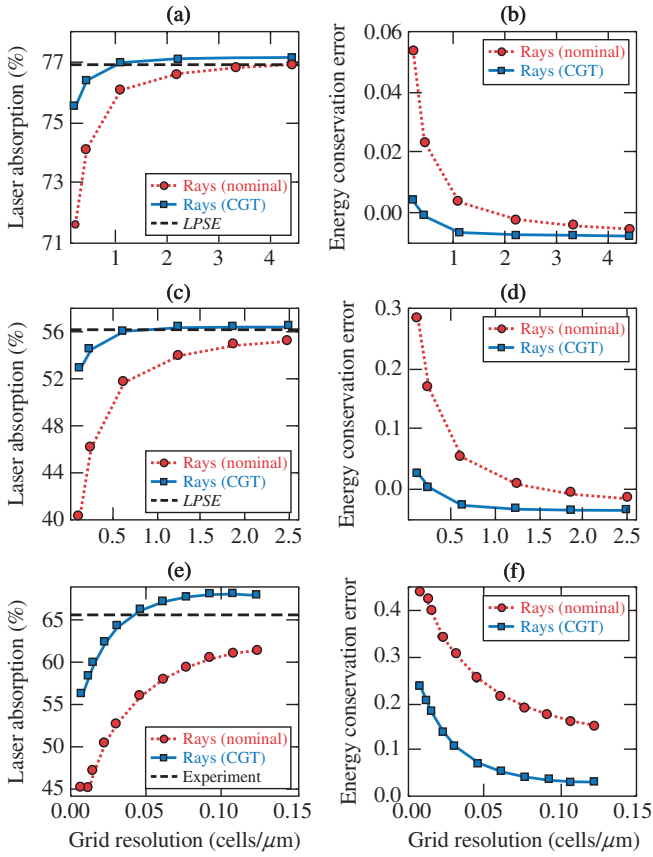 (a)
Laser absorption (%)
77
75
73
71
1
2
3
4
Rays (nominal)
Rays (CGT)
LPSE
(b)
Energy conservation error
0.06
0.04
0.02
0.00
1
2
3
4
Rays (nominal)
Rays (CGT)
(c)
Laser absorption (%)
56
52
48
44
40
0.5
1.0
1.5
2.0
2.5
Rays (nominal)
Rays (CGT)
LPSE
(d)
Energy conservation error
0.3
0.2
0.1
0.0
0.5
1.0
1.5
2.0
2.5
Rays (nominal)
Rays (CGT)
(e)
Laser absorption (%)
65
60
55
50
45
0.00
0.05
0.10
0.15
Grid resolution (cells/μm)
Rays (nominal)
Rays (CGT)
Experiment
(f)
Energy conservation error
0.4
0.3
0.2
0.1
0.0
0.00
0.05
0.10
0.15
Grid resolution (cells/μm)
Rays (nominal)
Rays (CGT)